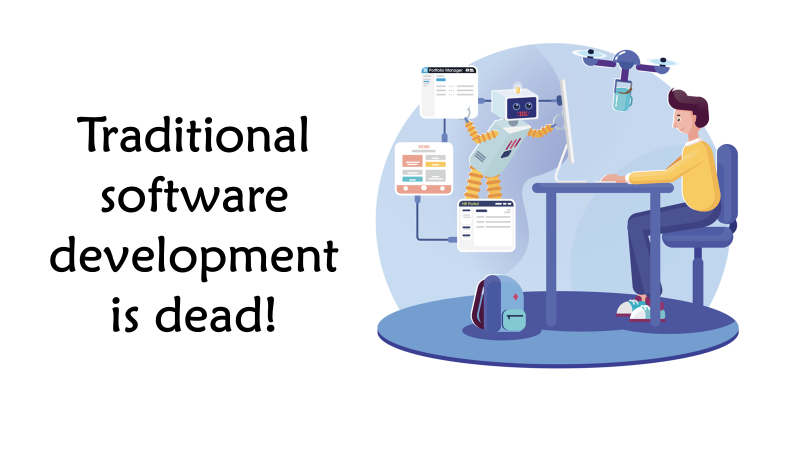 Traditional
software
development
is dead!
Portfolio Manager
HR Portal